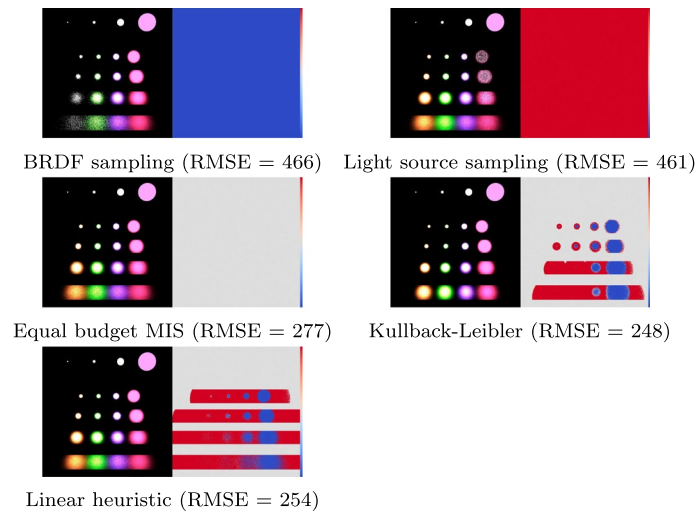 BRDF sampling (RMSE = 466)
Light source sampling (RMSE = 461)
Equal budget MIS (RMSE = 277)
Kullback-Leibler (RMSE = 248)
Linear heuristic (RMSE = 254)